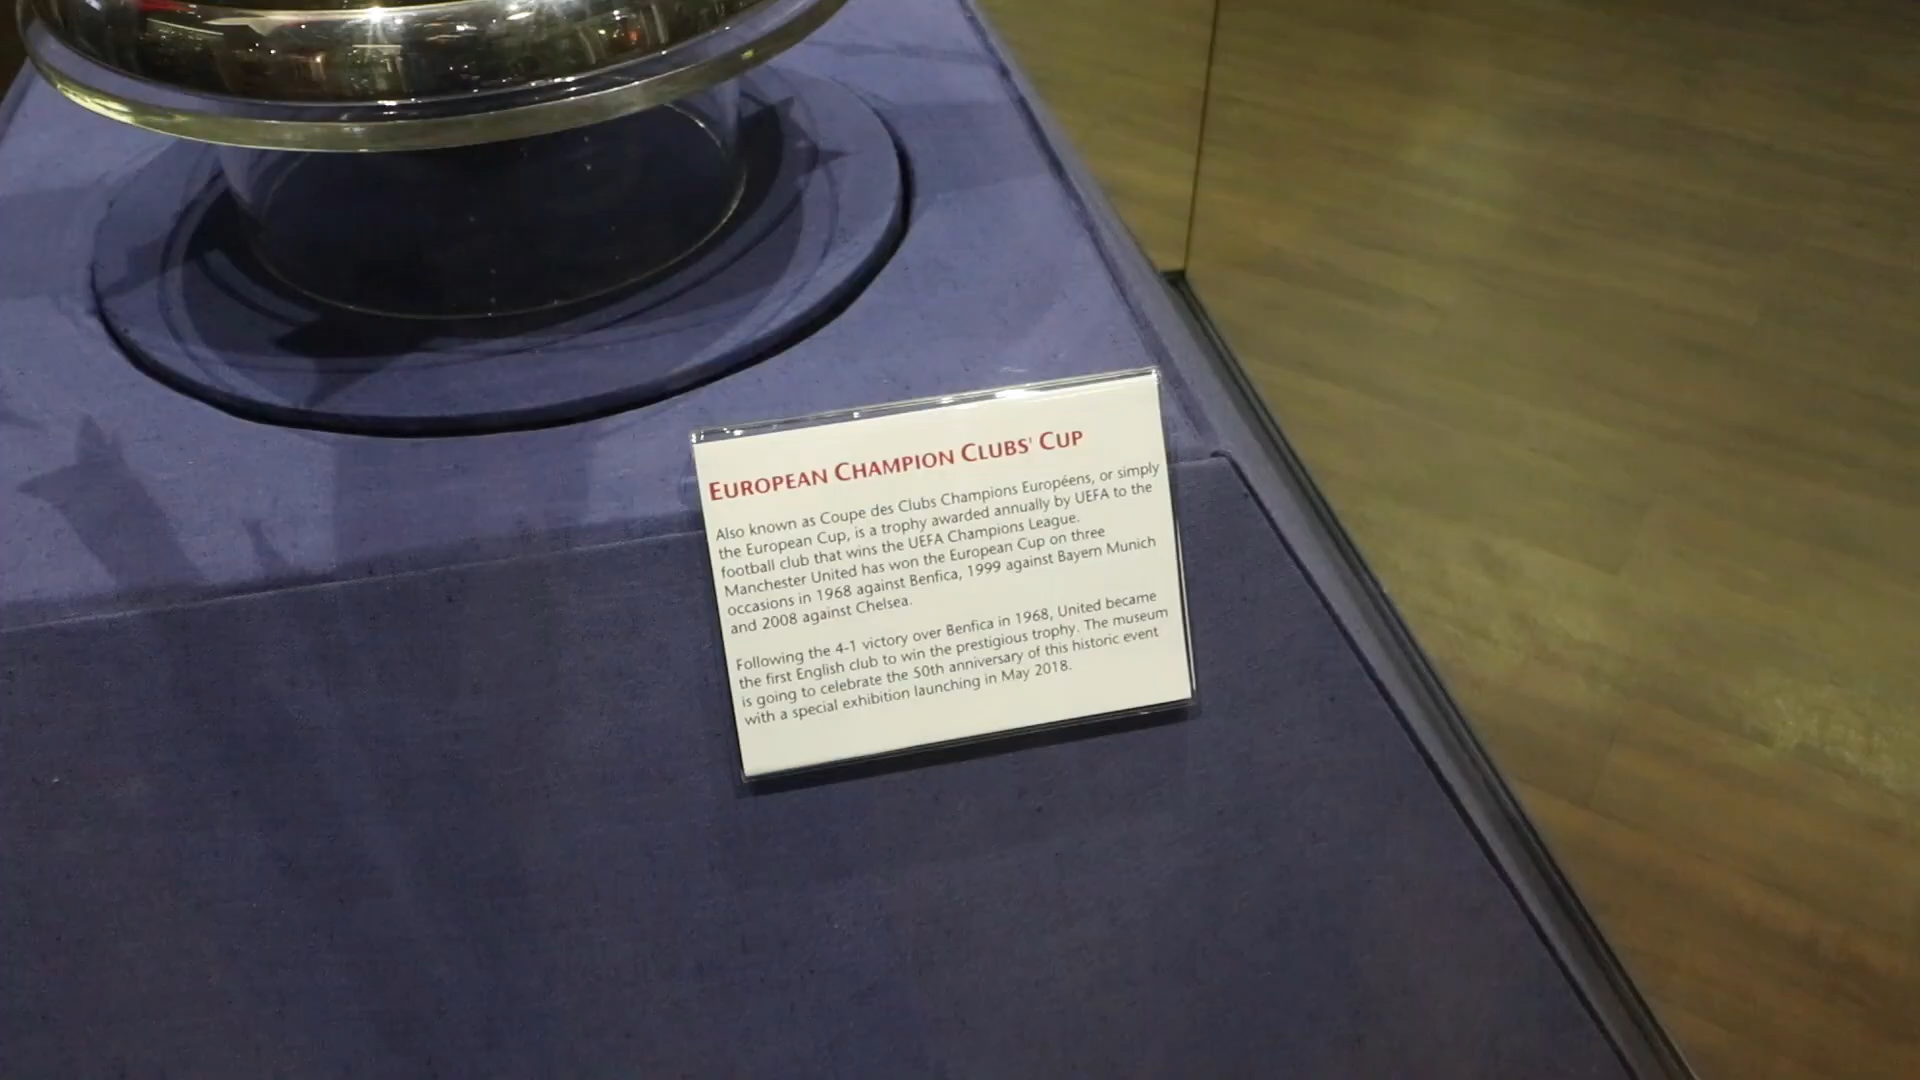 EUROPEAN CHAMPION CLUBS' CUP
Also known as Coupe des Clubs Champions Européens, or simply
the European Cup, is a trophy awarded annually by UEFA to the
football club that wins the UEFA Champions League.
Manchester United has won the European Cup on three
occasions in 1968 against Benfica, 1999 against Bayern Munich
and 2008 against Chelsea.
Following the 4-1 victory over Benfica in 1968, United became
the first English club to win the prestigious trophy. The museum
is going to celebrate the 50th anniversary of this historic event
with a special exhibition launching in May 2018.